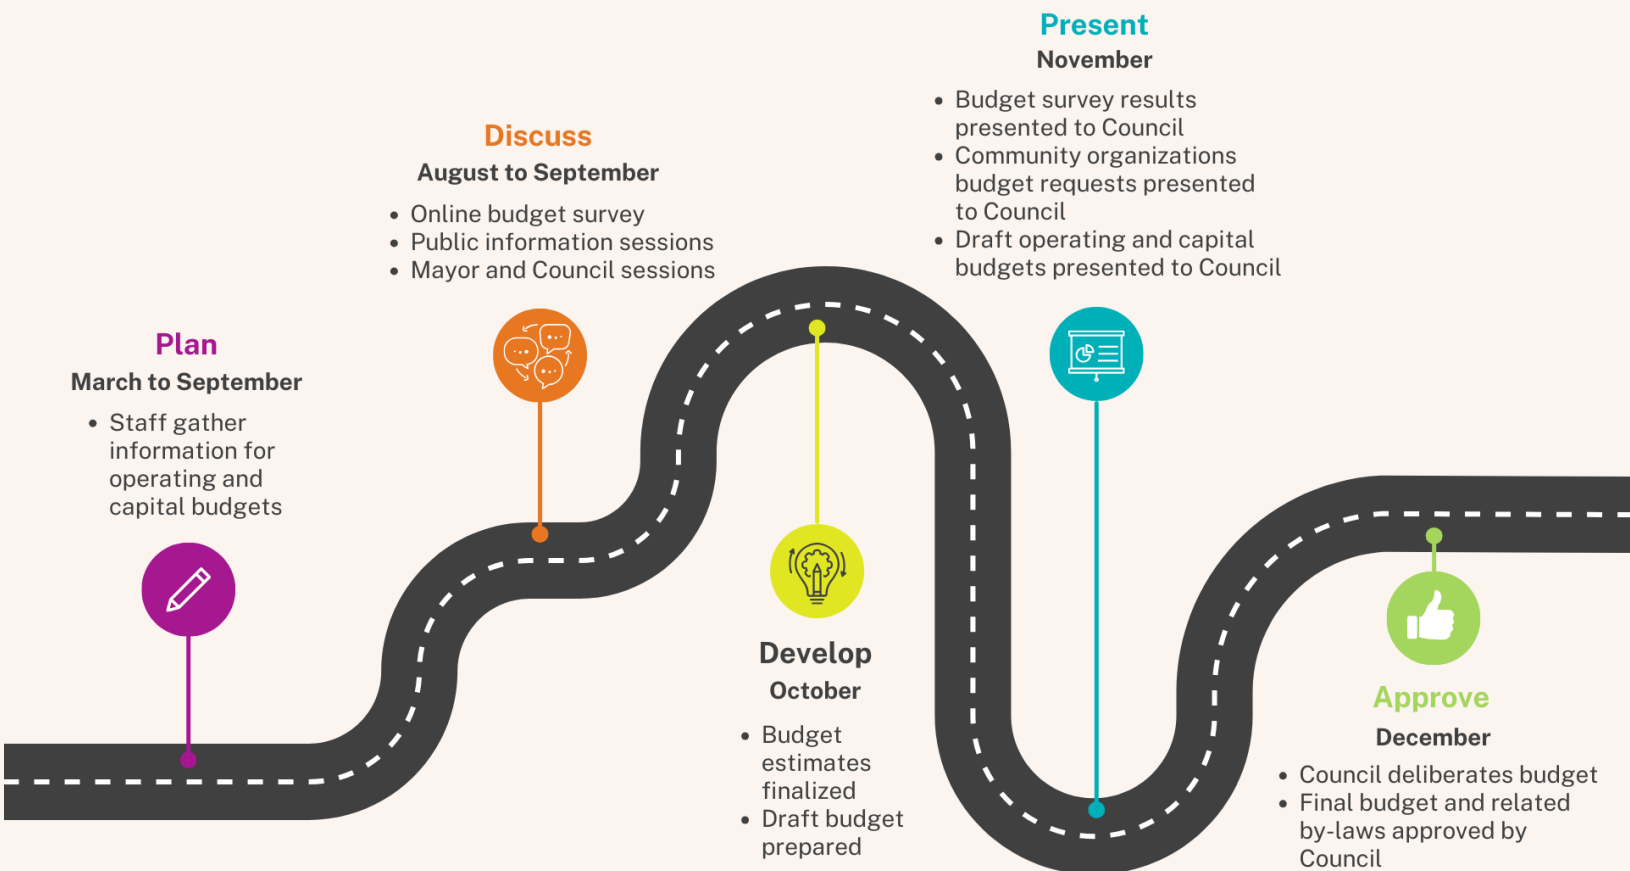 Plan
March to September
• Staff gather
information for
operating and
capital budgets
Discuss
August to September
• Online budget survey
• Public information sessions
• Mayor and Council sessions
Develop
October
• Budget
estimates
finalized
• Draft budget
prepared
Present
November
• Budget survey results
presented to Council
• Community organizations
budget requests presented
to Council
• Draft operating and capital
budgets presented to Council
Approve
December
• Council deliberates budget
• Final budget and related
by-laws approved by
Council